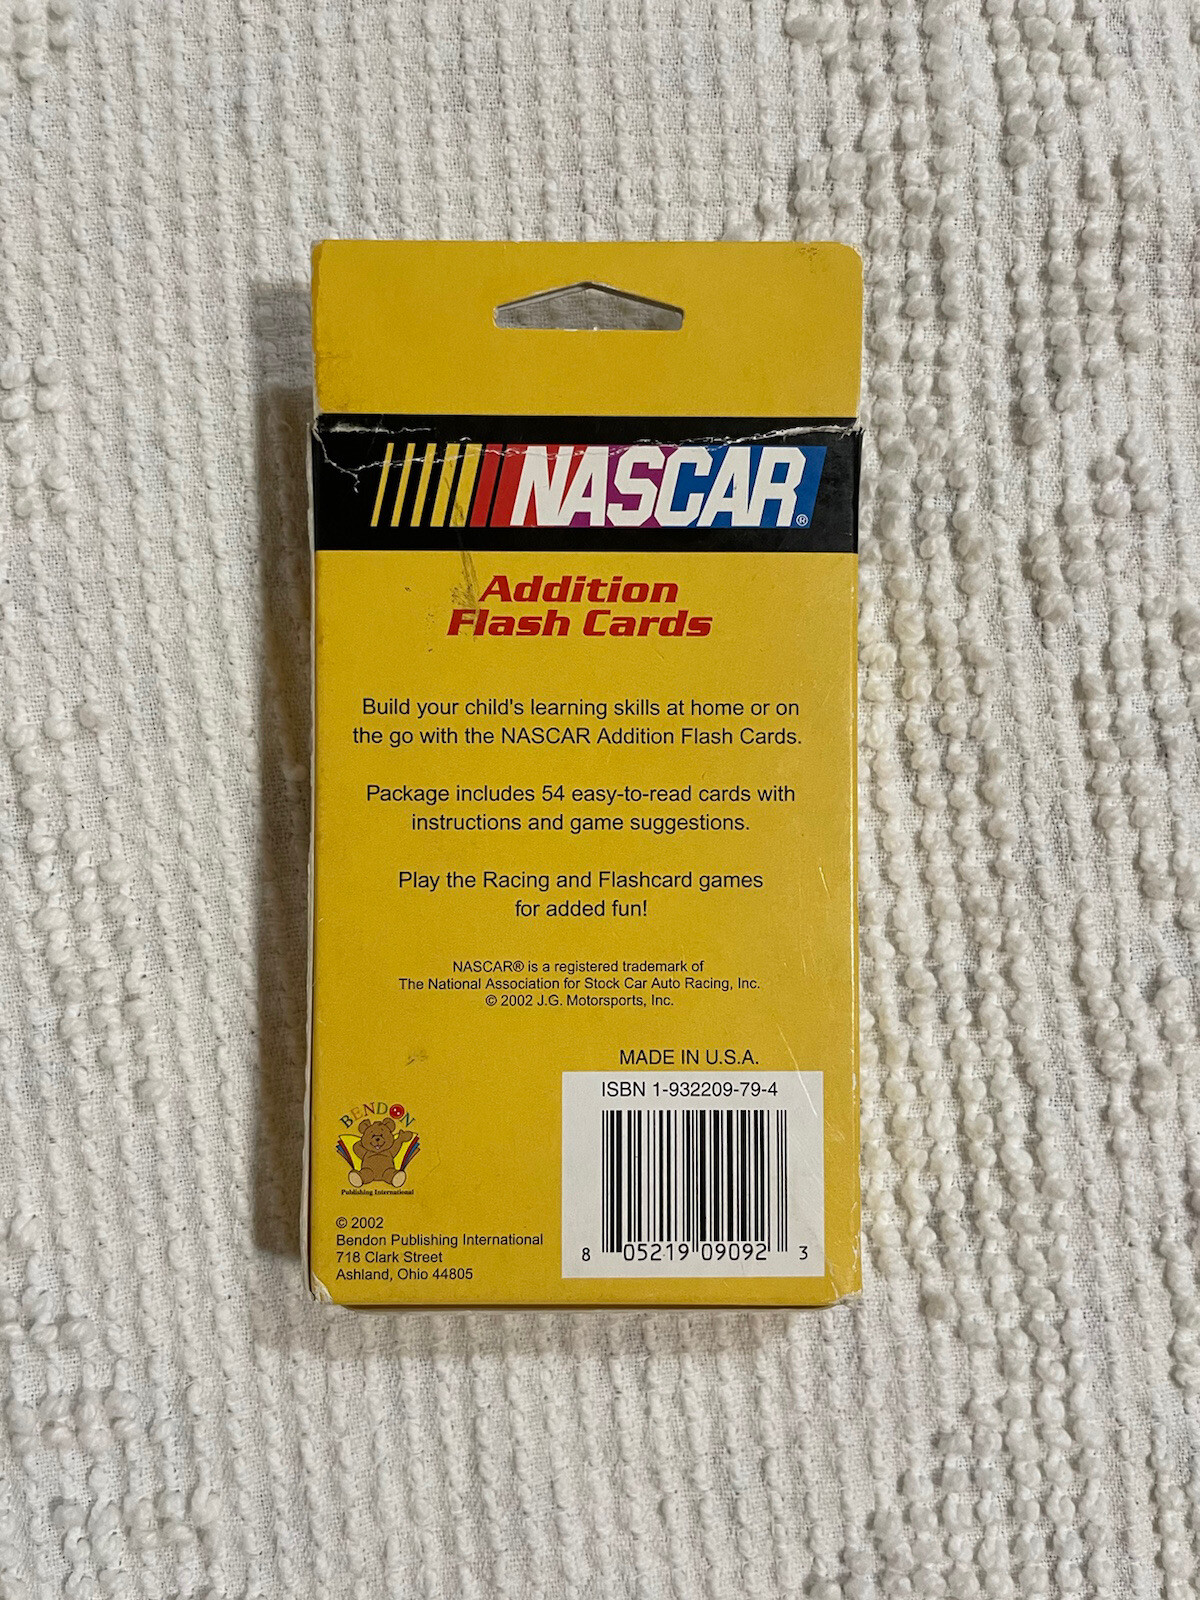 NASCAR®
Addition
Flash Cards
Build your child's learning skills at home or on
the go with the NASCAR Addition Flash Cards.
Package includes 54 easy-to-read cards with
instructions and game suggestions.
Play the Racing and Flashcard games
for added fun!
NASCAR® is a registered trademark of
The National Association for Stock Car Auto Racing, Inc.
© 2002 J.G. Motorsports, Inc.
MADE IN U.S.A.
ISBN 1-932209-79-4
8 05219 09092 3
BENDON
Publishing International
© 2002
Bendon Publishing International
718 Clark Street
Ashland, Ohio 44805